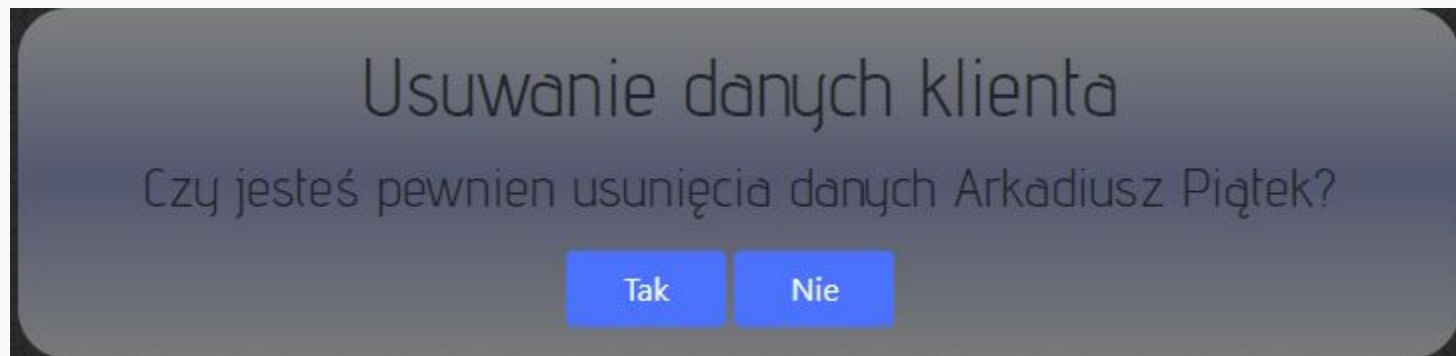 Usuwanie danych klienta
Czy jesteś pewnien usunięcia danych Arkadiusz Piątek?
Tak Nie